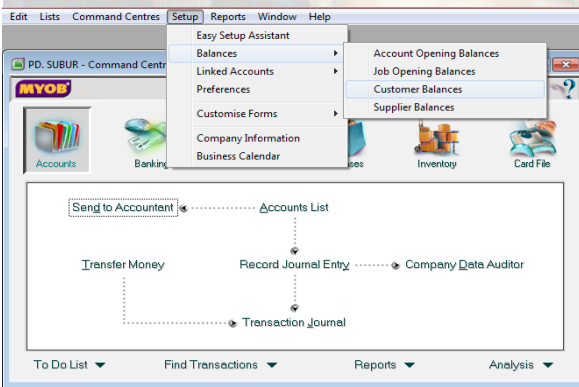 Edit Lists Command Centres Setup Reports Window Help
Easy Setup Assistant
Balances
Linked Accounts
Preferences
Customise Forms
Company Information
Business Calendar
Account Opening Balances
Job Opening Balances
Customer Balances
Supplier Balances
PD. SUBUR - Command Centr
MYOB
?
Accounts Banking ses Inventory Card File
Send to Accountant Accounts List
Transfer Money Record Journal Entry Company Data Auditor
Transaction Journal
To Do List Find Transactions Reports Analysis